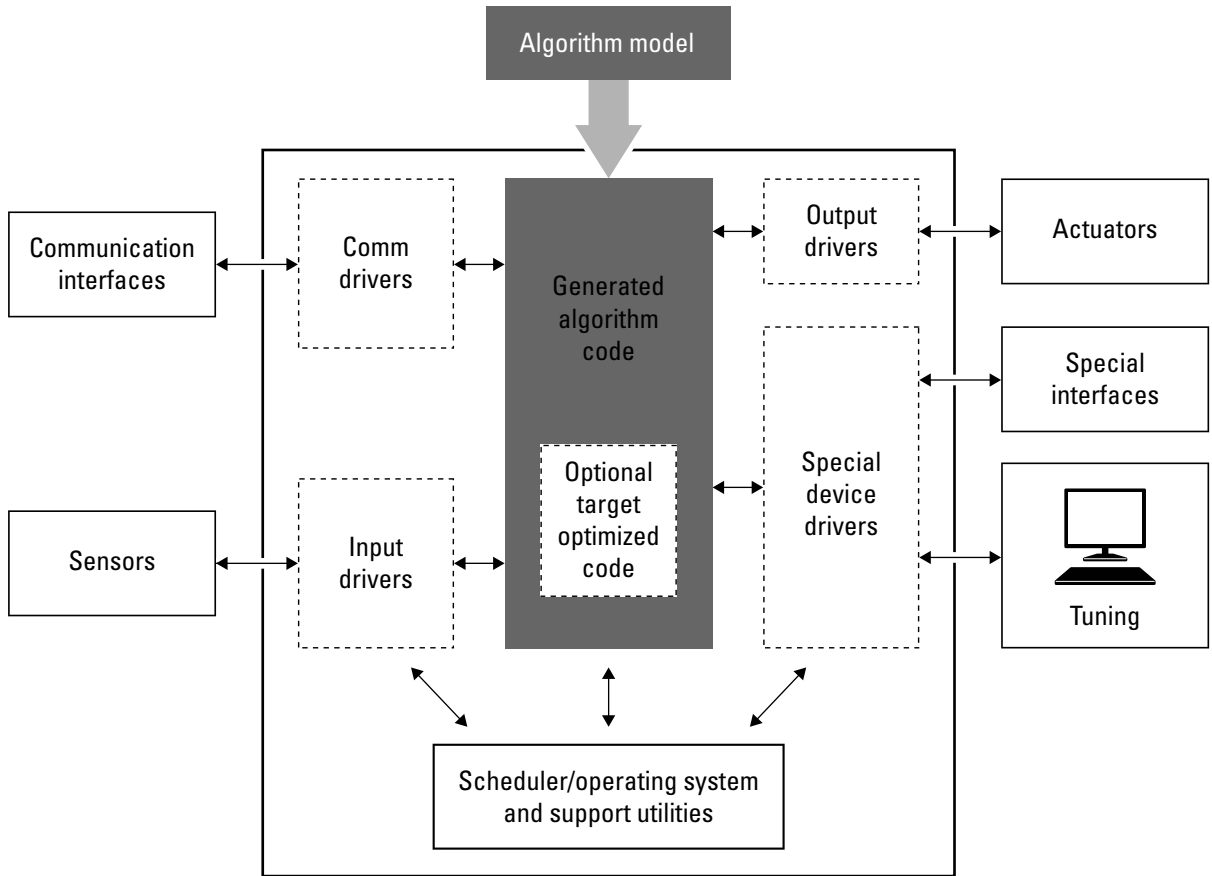 Algorithm model
Communication
interfaces
Comm
drivers
Generated
algorithm
code
Output
drivers
Actuators
Special
interfaces
Sensors
Input
drivers
Optional
target
optimized
code
Special
device
drivers
Tuning
Scheduler/operating system
and support utilities